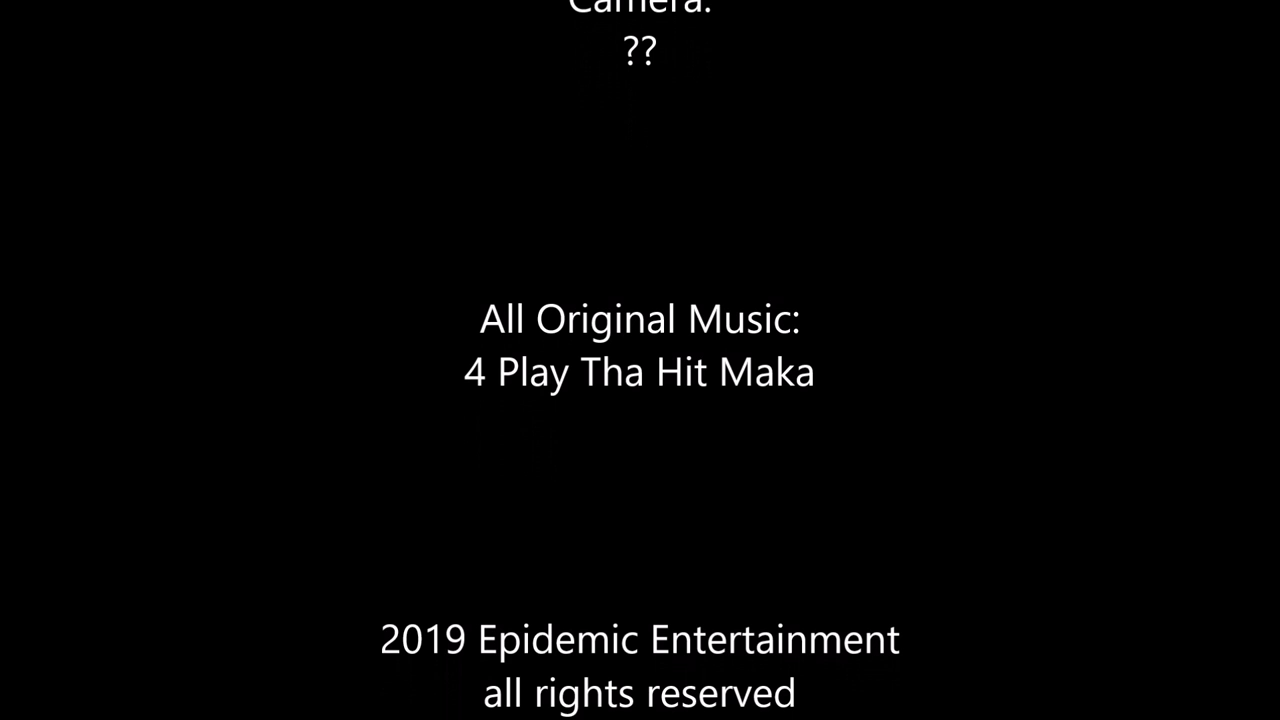 Camera:
??
All Original Music:
4 Play Tha Hit Maka
2019 Epidemic Entertainment
all rights reserved